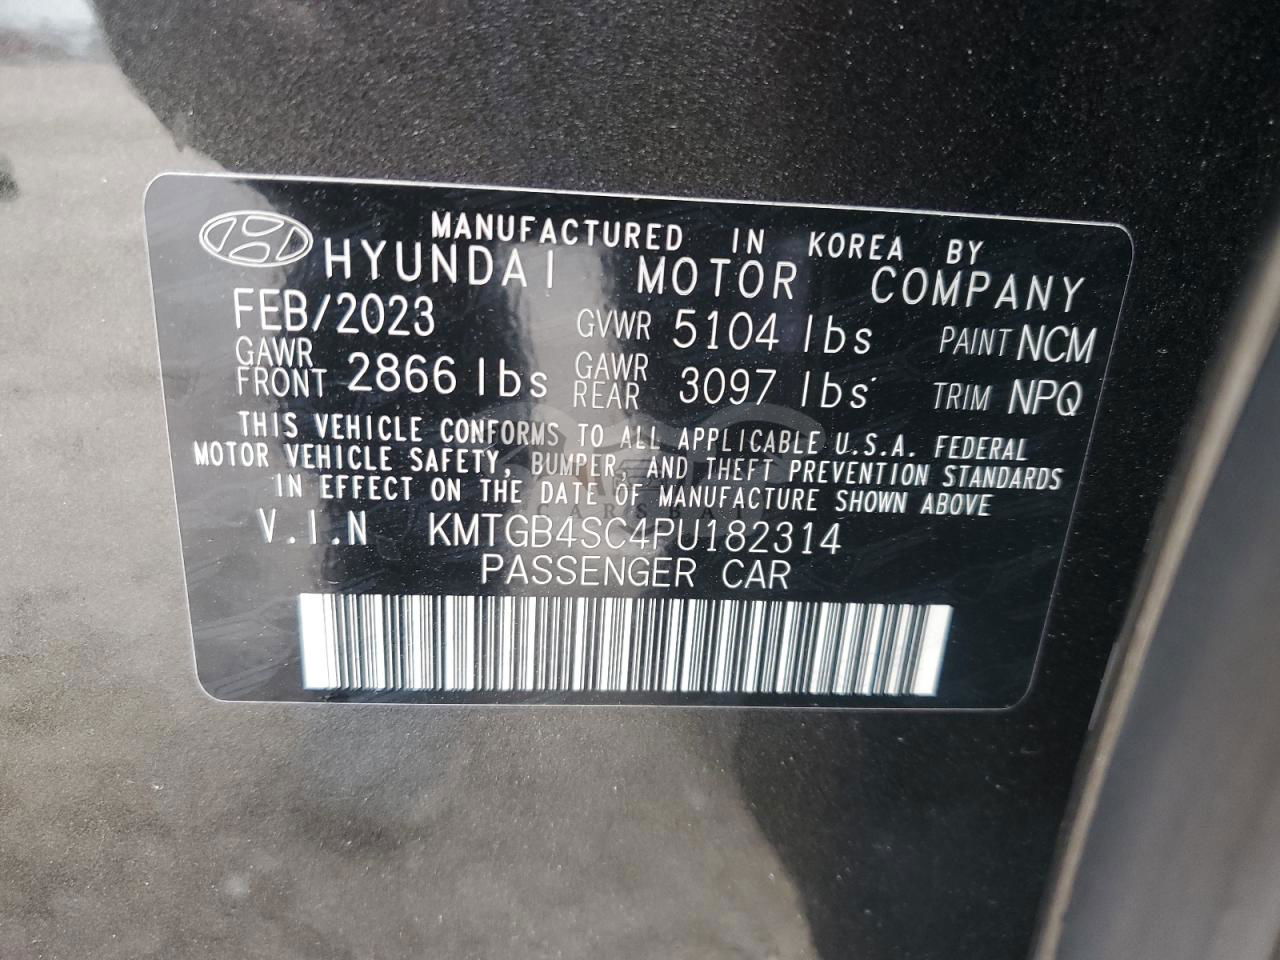 MANUFACTURED IN KOREA BY
HYUNDAI MOTOR COMPANY
FEB/2023 GVWR 5104 lbs PAINT NCM
GAWR FRONT 2866 lbs GAWR REAR 3097 lbs TRIM NPQ
THIS VEHICLE CONFORMS TO ALL APPLICABLE U.S.A. FEDERAL
MOTOR VEHICLE SAFETY, BUMPER, AND THEFT PREVENTION STANDARDS
IN EFFECT ON THE DATE OF MANUFACTURE SHOWN ABOVE
V.I.N KMTGB4SC4PU182314
PASSENGER CAR